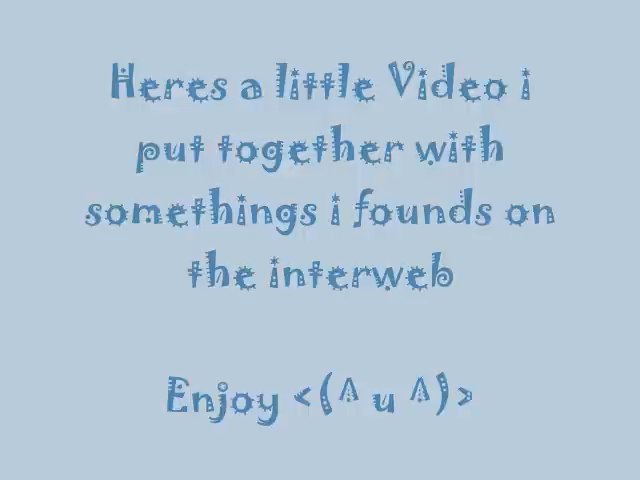 Heres a little Video i
put together with
somethings i founds on
the interweb
Enjoy <(^ u ^)>